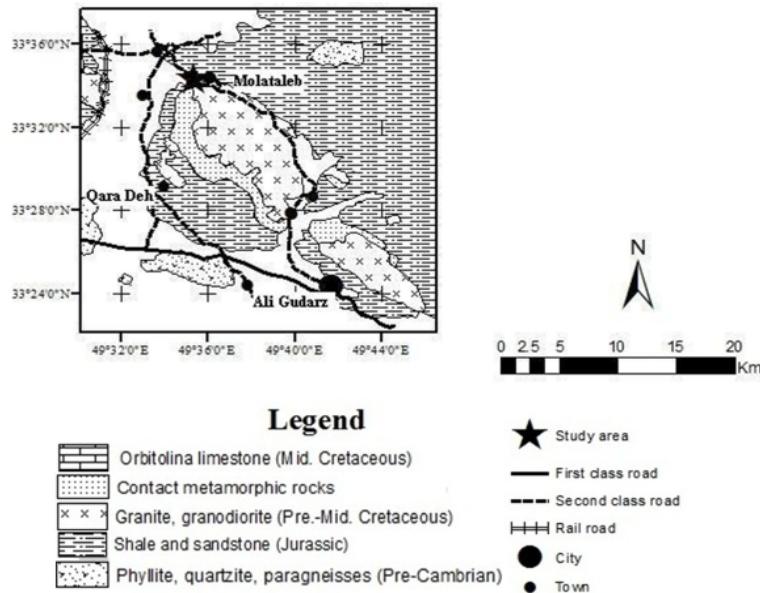 33°36'0"N
Molataleb
33°32'0"N
Qara Deh
33°28'0"N
33°24'0"N
Ali Gudarz
49°32'0"E 49°36'0"E 49°40'0"E 49°44'0"E
N
0 2.5 5 10 15 20
Km
Legend
Orbitolina limestone (Mid. Cretaceous)
Contact metamorphic rocks
Granite, granodiorite (Pre.-Mid. Cretaceous)
Shale and sandstone (Jurassic)
Phyllite, quartzite, paragneisses (Pre-Cambrian)
Study area
First class road
Second class road
Rail road
City
Town